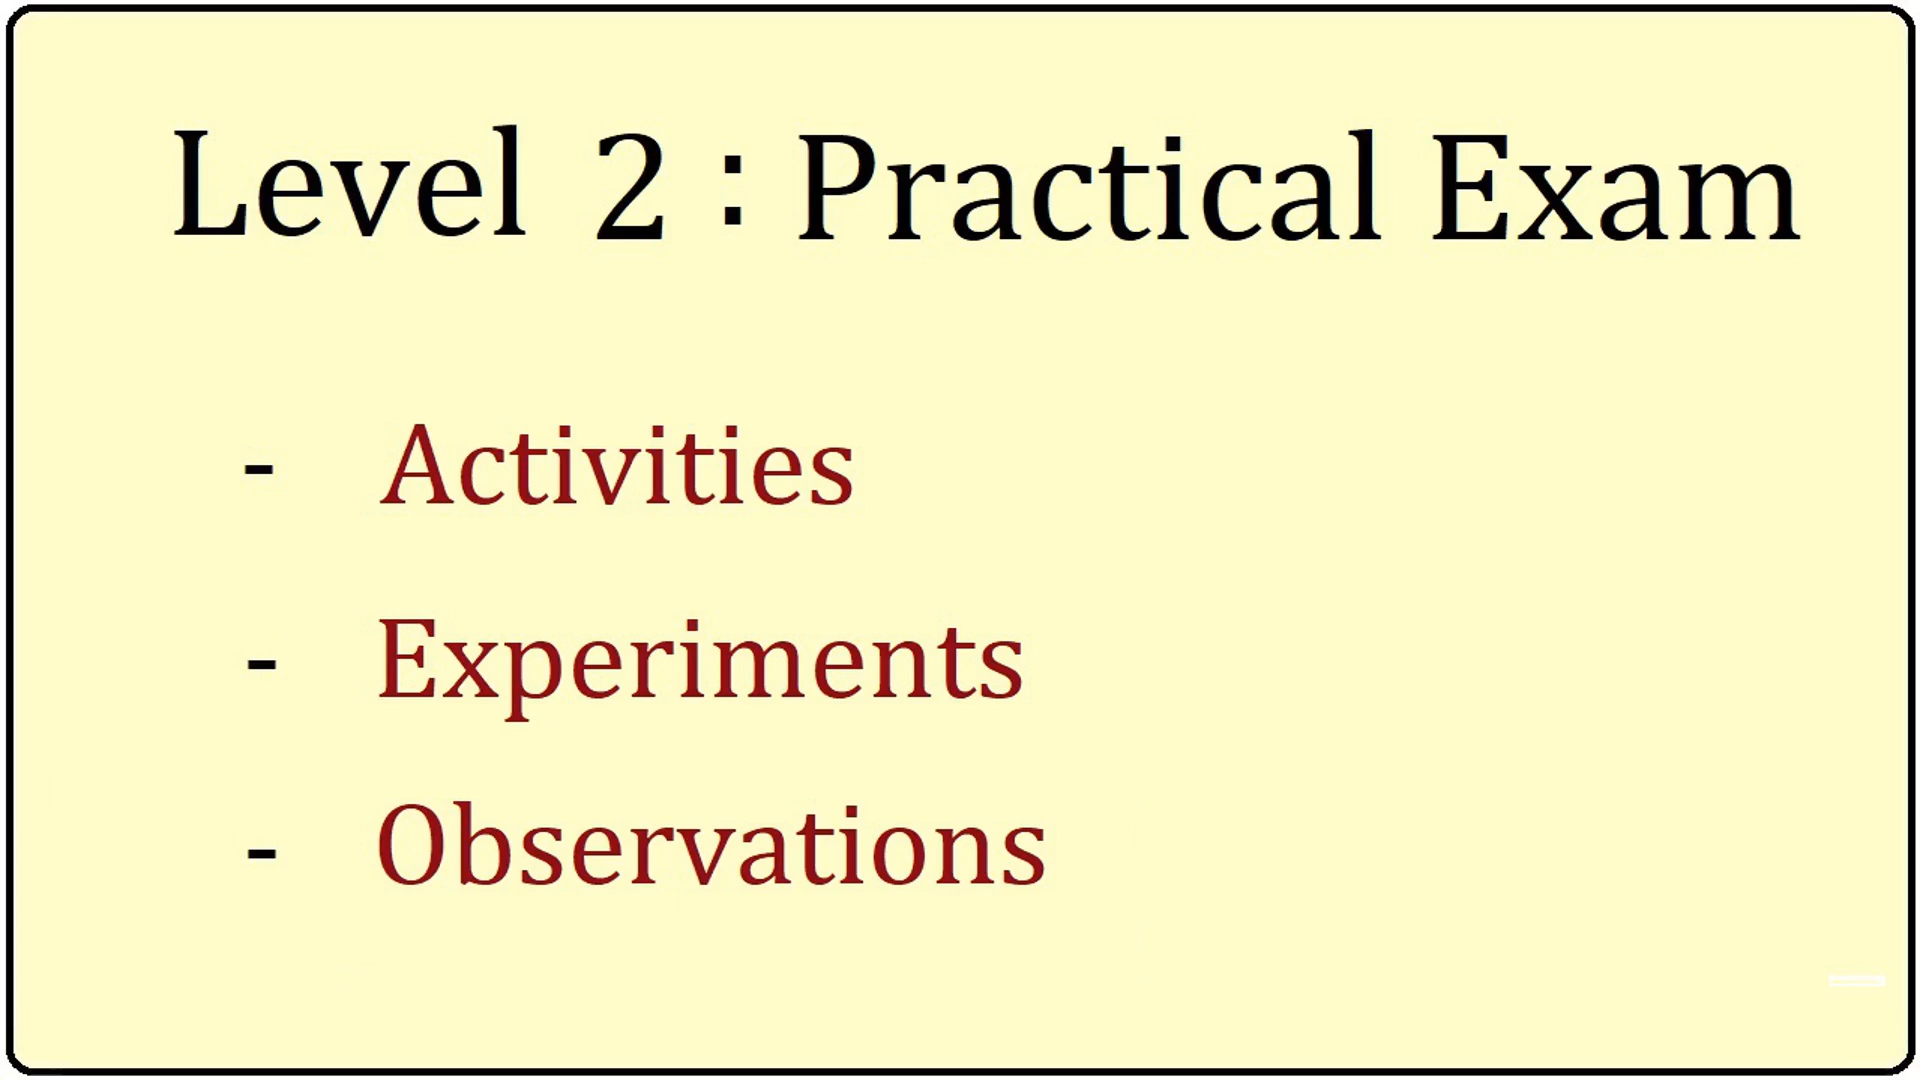 Level 2 : Practical Exam
- Activities
- Experiments
- Observations